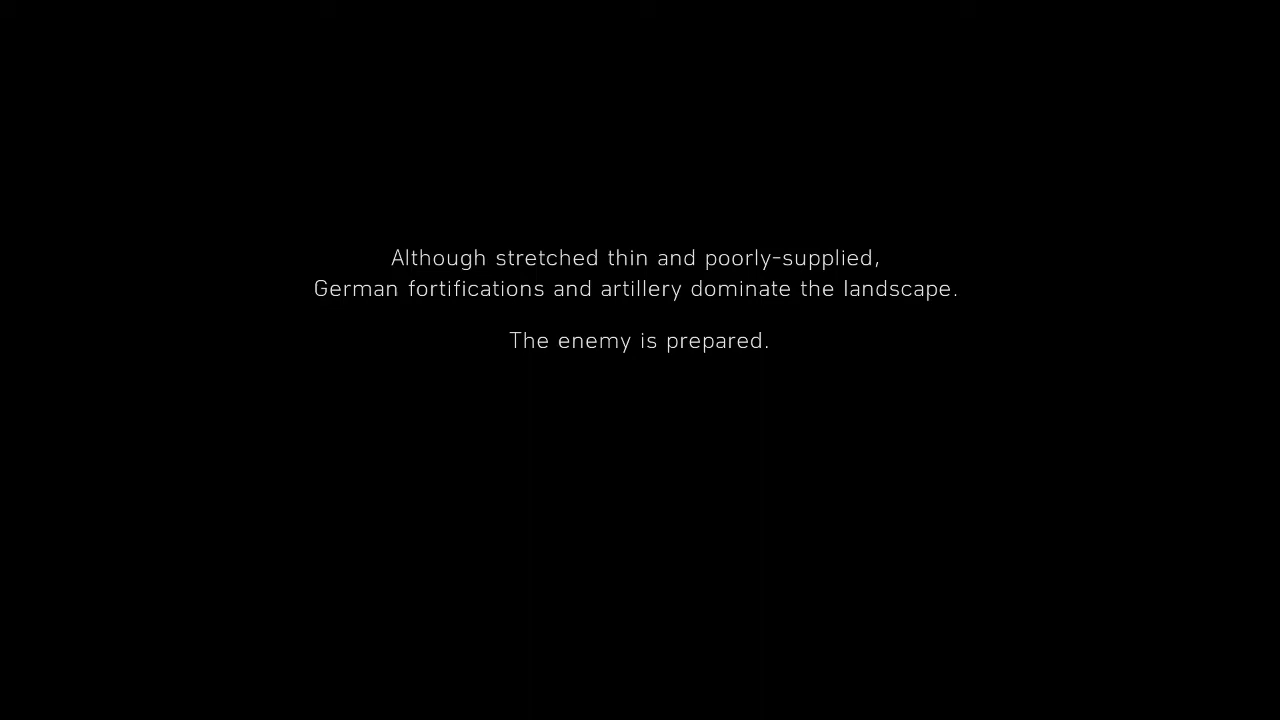 Although stretched thin and poorly-supplied,
German fortifications and artillery dominate the landscape.
The enemy is prepared.